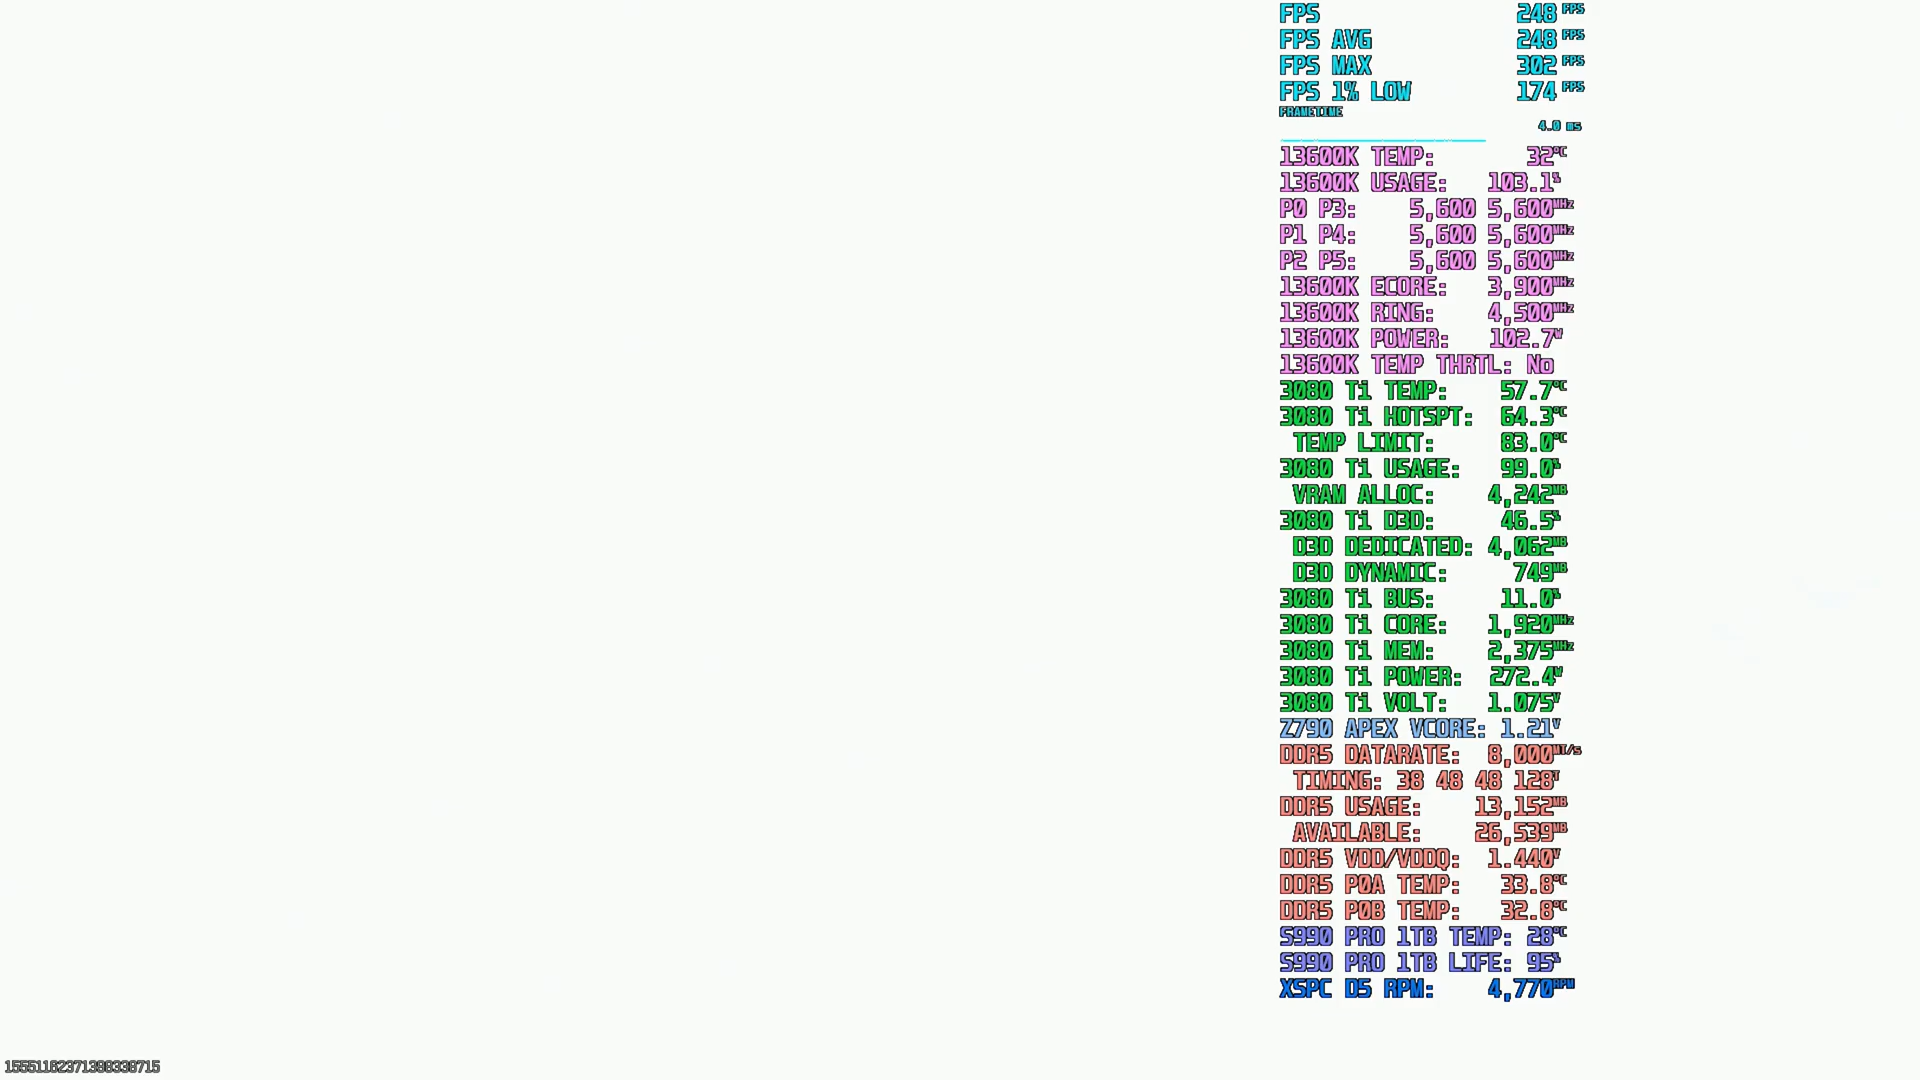 FPS 248 FPS
FPS AVG 248 FPS
FPS MAX 302 FPS
FPS 1% LOW 174 FPS
FRAMETIME
4.0 ms
13600K TEMP: 32°C
13600K USAGE: 103.1%
P0 P3: 5,600 5,600MHz
P1 P4: 5,600 5,600MHz
P2 P5: 5,600 5,600MHz
13600K ECORE: 3,900MHz
13600K RING: 4,500MHz
13600K POWER: 102.7W
13600K TEMP THRTL: No
3080 Ti TEMP: 57.7°C
3080 Ti HOTSPT: 64.3°C
TEMP LIMIT: 83.0°C
3080 Ti USAGE: 99.0%
VRAM ALLOC: 4,242MB
3080 Ti D3D: 46.5%
D3D DEDICATED: 4,062MB
D3D DYNAMIC: 749MB
3080 Ti BUS: 11.0%
3080 Ti CORE: 1,920MHz
3080 Ti MEM: 2,375MHz
3080 Ti POWER: 272.4W
3080 Ti VOLT: 1.075V
Z790 APEX VCORE: 1.21V
DDR5 DATARATE: 8,000MT/s
TIMING: 38 48 48 128T
DDR5 USAGE: 13,152MB
AVAILABLE: 26,539MB
DDR5 VDD/VDDQ: 1.440V
DDR5 P0A TEMP: 33.8°C
DDR5 P0B TEMP: 32.8°C
S990 PRO 1TB TEMP: 28°C
S990 PRO 1TB LIFE: 95%
XSPC D5 RPM: 4,770RPM